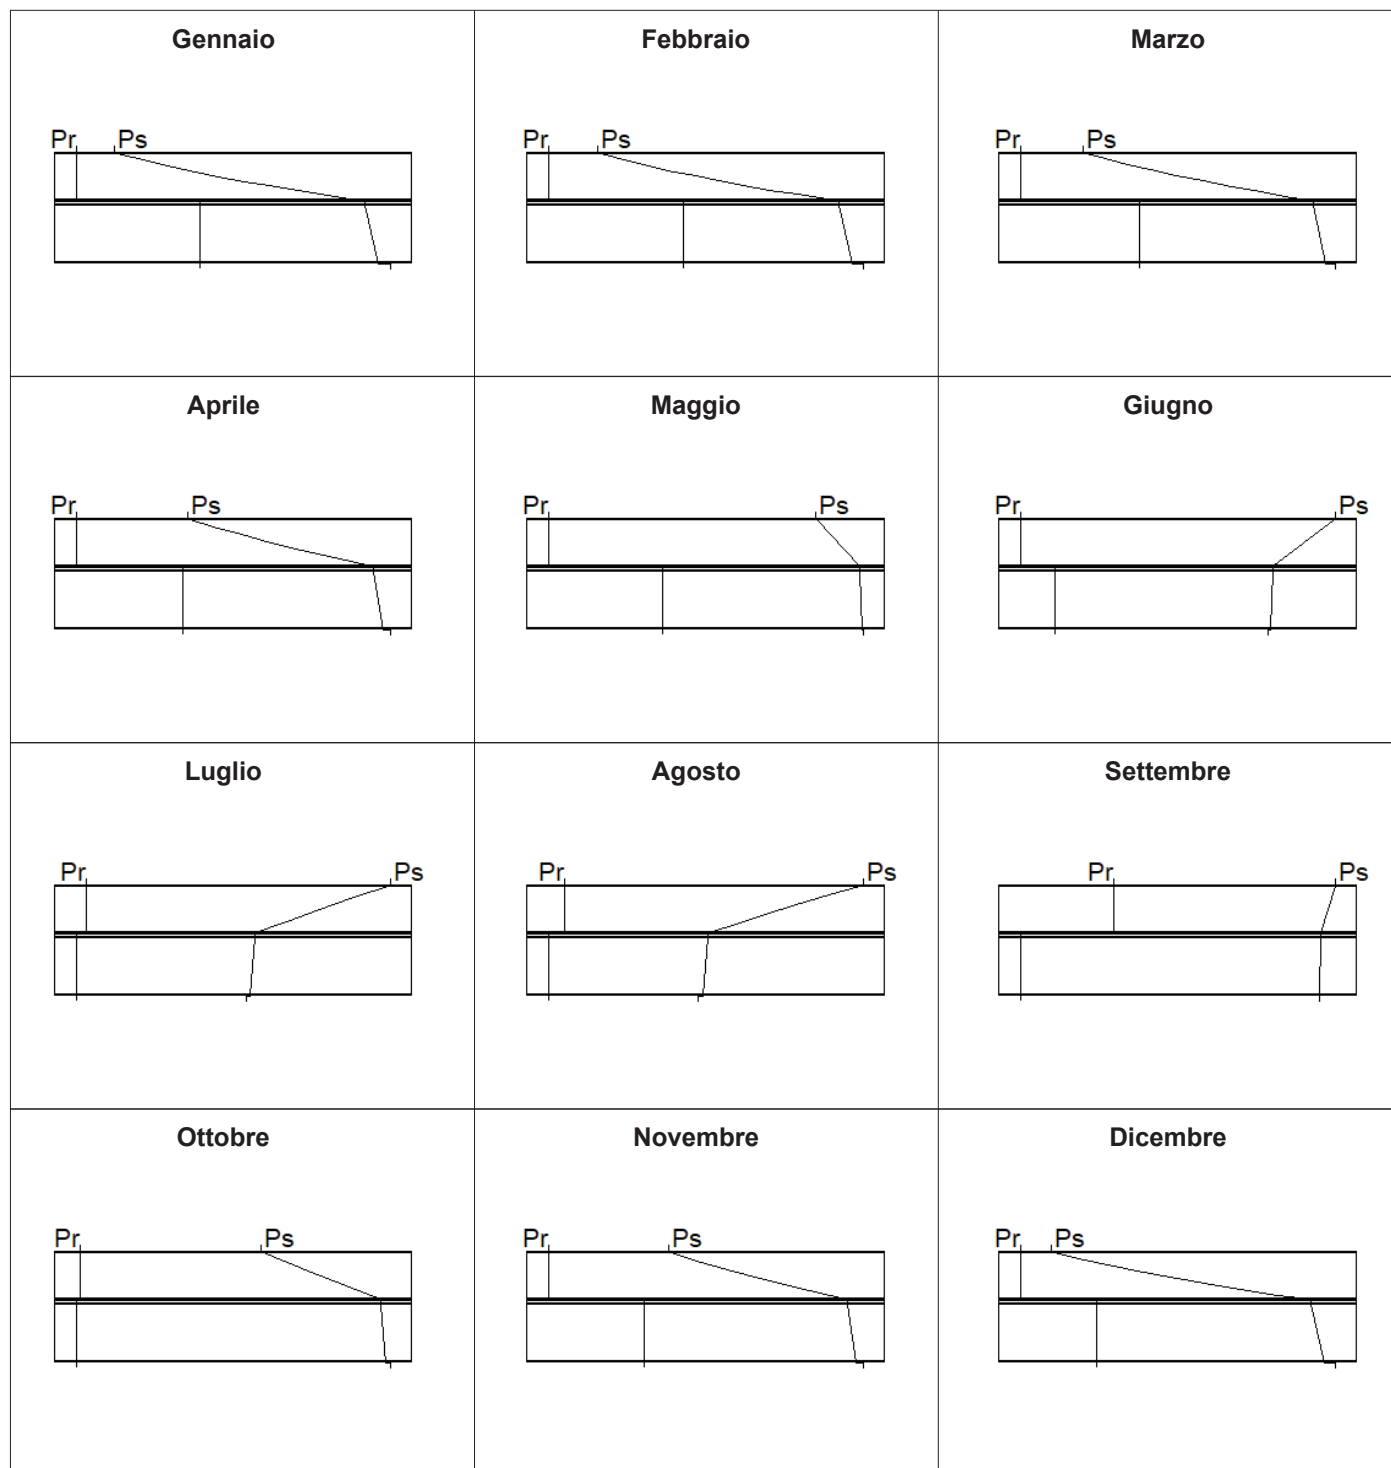 Gennaio
Febbraio
Marzo
Pr Ps
Pr Ps
Pr Ps
Aprile
Maggio
Giugno
Pr Ps
Pr Ps
Pr Ps
Luglio
Agosto
Settembre
Pr Ps
Pr Ps
Pr Ps
Ottobre
Novembre
Dicembre
Pr Ps
Pr Ps
Pr Ps